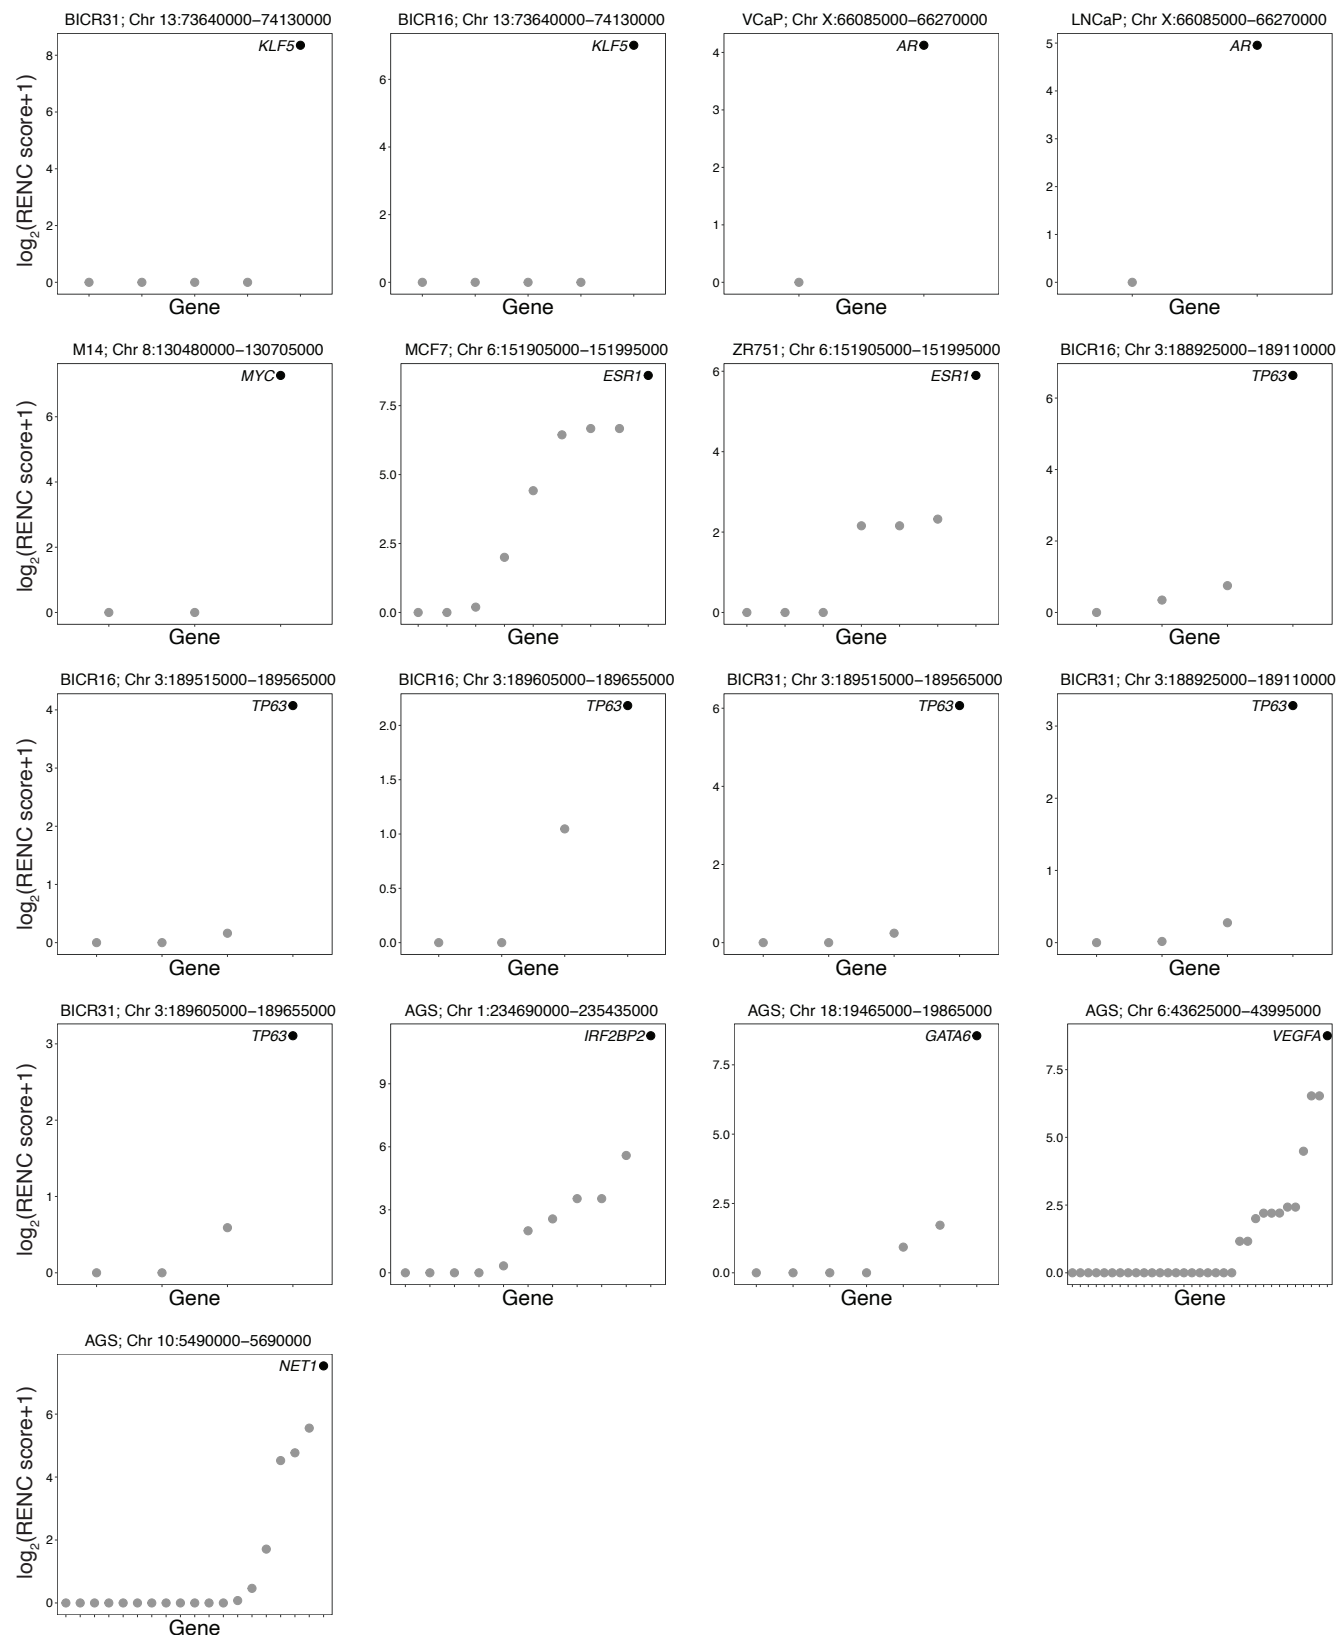 BICR31; Chr 13:73640000−74130000
BICR16; Chr 13:73640000−74130000
VCaP; Chr X:66085000−66270000
LNCaP; Chr X:66085000−66270000
log2(RENC score+1)
8
6
4
2
0
KLF5
Gene
6
4
2
0
KLF5
Gene
4
3
2
1
0
AR
Gene
5
4
3
2
1
0
AR
Gene
M14; Chr 8:130480000−130705000
MCF7; Chr 6:151905000−151995000
ZR751; Chr 6:151905000−151995000
BICR16; Chr 3:188925000−189110000
log2(RENC score+1)
6
4
2
0
MYC
Gene
7.5
5.0
2.5
0.0
ESR1
Gene
6
4
2
0
ESR1
Gene
6
4
2
0
TP63
Gene
BICR16; Chr 3:189515000−189565000
BICR16; Chr 3:189605000−189655000
BICR31; Chr 3:189515000−189565000
BICR31; Chr 3:188925000−189110000
log2(RENC score+1)
4
3
2
1
0
TP63
Gene
2.0
1.5
1.0
0.5
0.0
TP63
Gene
6
4
2
0
TP63
Gene
3
2
1
0
TP63
Gene
BICR31; Chr 3:189605000−189655000
AGS; Chr 1:234690000−235435000
AGS; Chr 18:19465000−19865000
AGS; Chr 6:43625000−43995000
log2(RENC score+1)
3
2
1
0
TP63
Gene
9
6
3
0
IRF2BP2
Gene
7.5
5.0
2.5
0.0
GATA6
Gene
7.5
5.0
2.5
0.0
VEGFA
Gene
AGS; Chr 10:5490000−5690000
log2(RENC score+1)
6
4
2
0
NET1
Gene